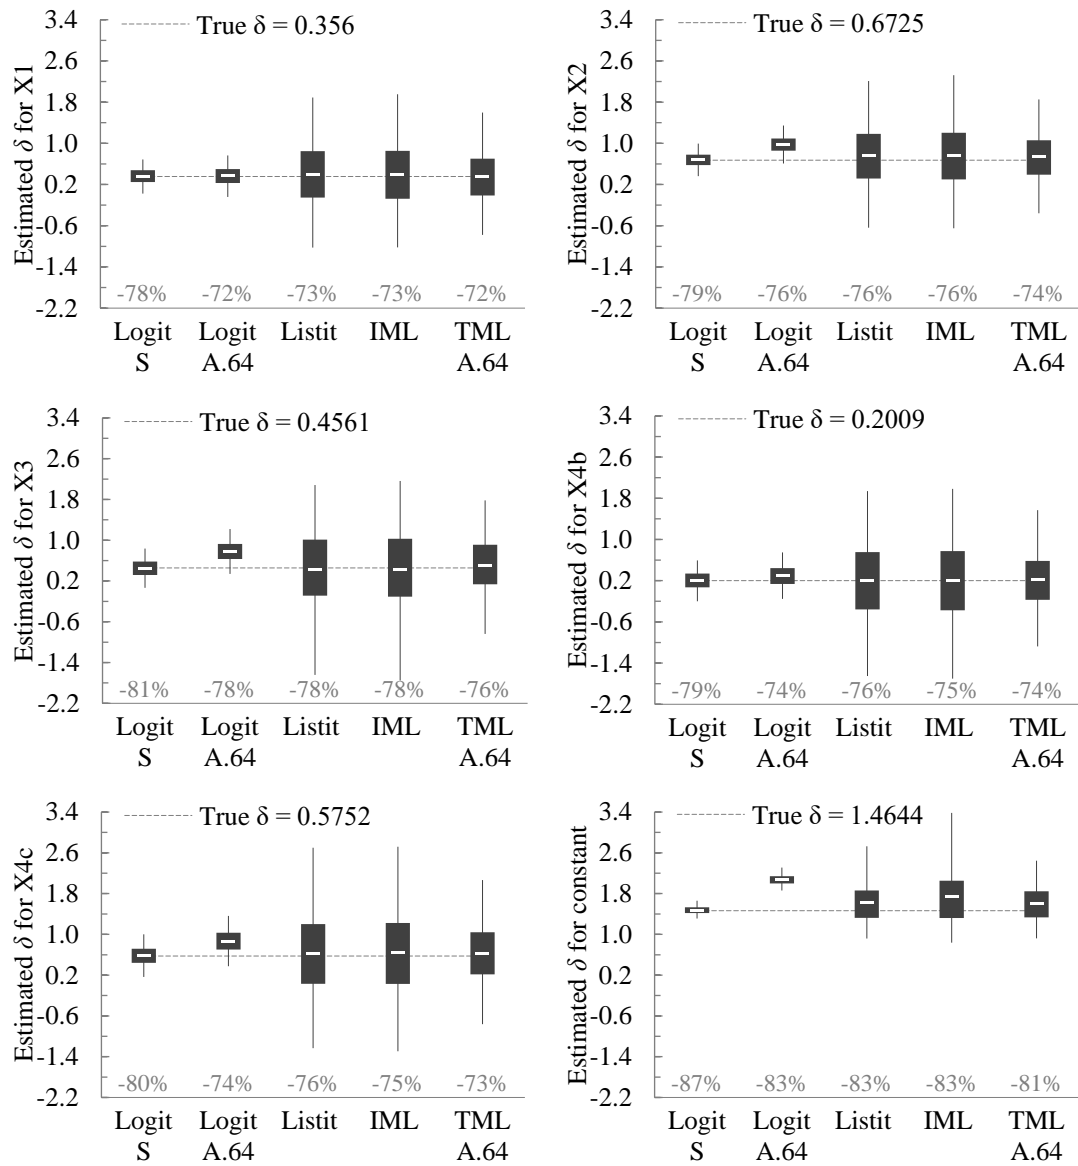 3.4
2.6
1.8
1.0
0.2
-0.6
-1.4
-2.2
Estimated δ for X1
True δ = 0.356
-78% -72% -73% -73% -72%
Logit Logit Listit IML TML
S A.64 A.64
3.4
2.6
1.8
1.0
0.2
-0.6
-1.4
-2.2
Estimated δ for X2
True δ = 0.6725
-79% -76% -76% -76% -74%
Logit Logit Listit IML TML
S A.64 A.64
3.4
2.6
1.8
1.0
0.2
-0.6
-1.4
-2.2
Estimated δ for X3
True δ = 0.4561
-81% -78% -78% -78% -76%
Logit Logit Listit IML TML
S A.64 A.64
3.4
2.6
1.8
1.0
0.2
-0.6
-1.4
-2.2
Estimated δ for X4b
True δ = 0.2009
-79% -74% -76% -75% -74%
Logit Logit Listit IML TML
S A.64 A.64
3.4
2.6
1.8
1.0
0.2
-0.6
-1.4
-2.2
Estimated δ for X4c
True δ = 0.5752
-80% -74% -76% -75% -73%
Logit Logit Listit IML TML
S A.64 A.64
3.4
2.6
1.8
1.0
0.2
-0.6
-1.4
-2.2
Estimated δ for constant
True δ = 1.4644
-87% -83% -83% -83% -81%
Logit Logit Listit IML TML
S A.64 A.64